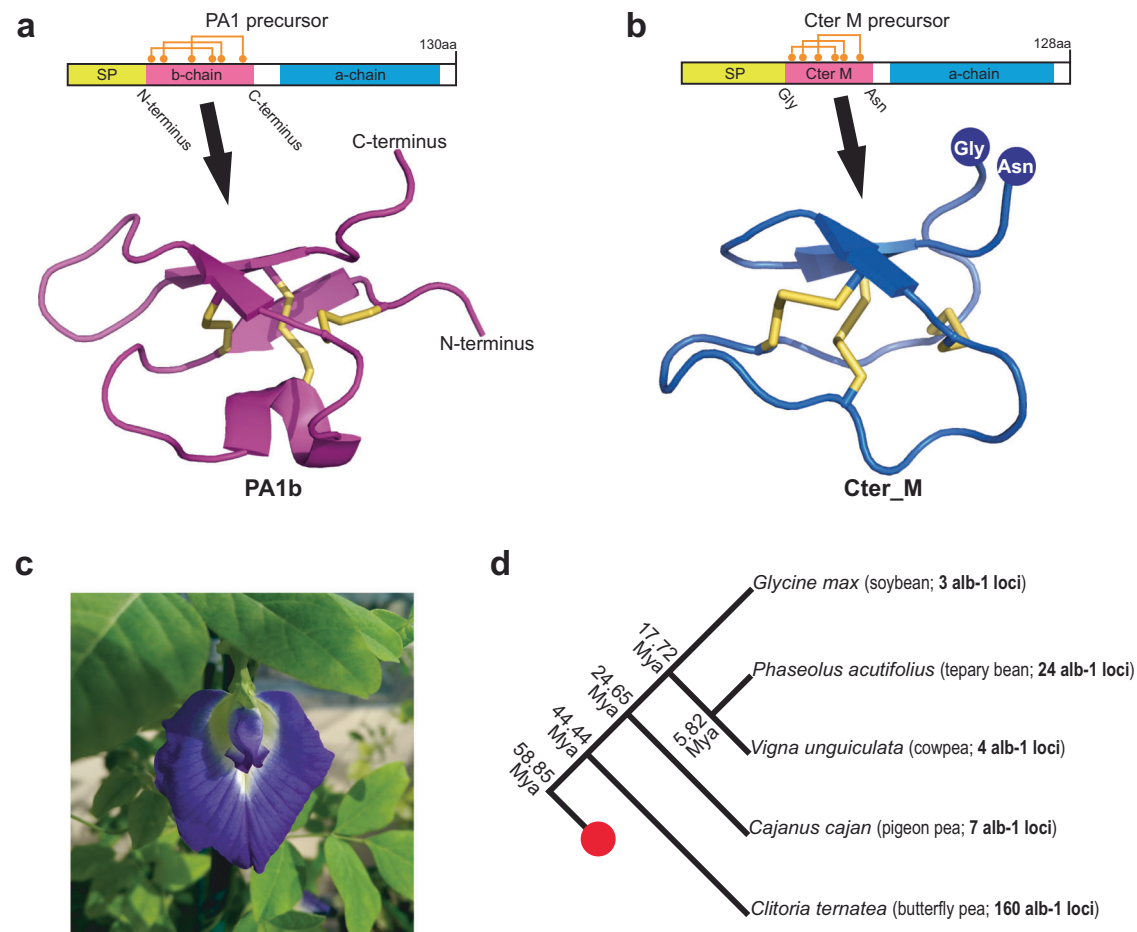 a
PA1 precursor
130aa
SP
b-chain
a-chain
N-terminus
C-terminus
C-terminus
N-terminus
PA1b
b
Cter M precursor
128aa
SP
Cter M
a-chain
Gly
Asn
Gly
Asn
Cter_M
c
d
Glycine max (soybean; 3 alb-1 loci)
17.72
Mya
Phaseolus acutifolius (tepary bean; 24 alb-1 loci)
24.65
Mya
5.82
Mya
44.44
Mya
Vigna unguiculata (cowpea; 4 alb-1 loci)
58.85
Mya
Cajanus cajan (pigeon pea; 7 alb-1 loci)
Clitoria ternatea (butterfly pea; 160 alb-1 loci)